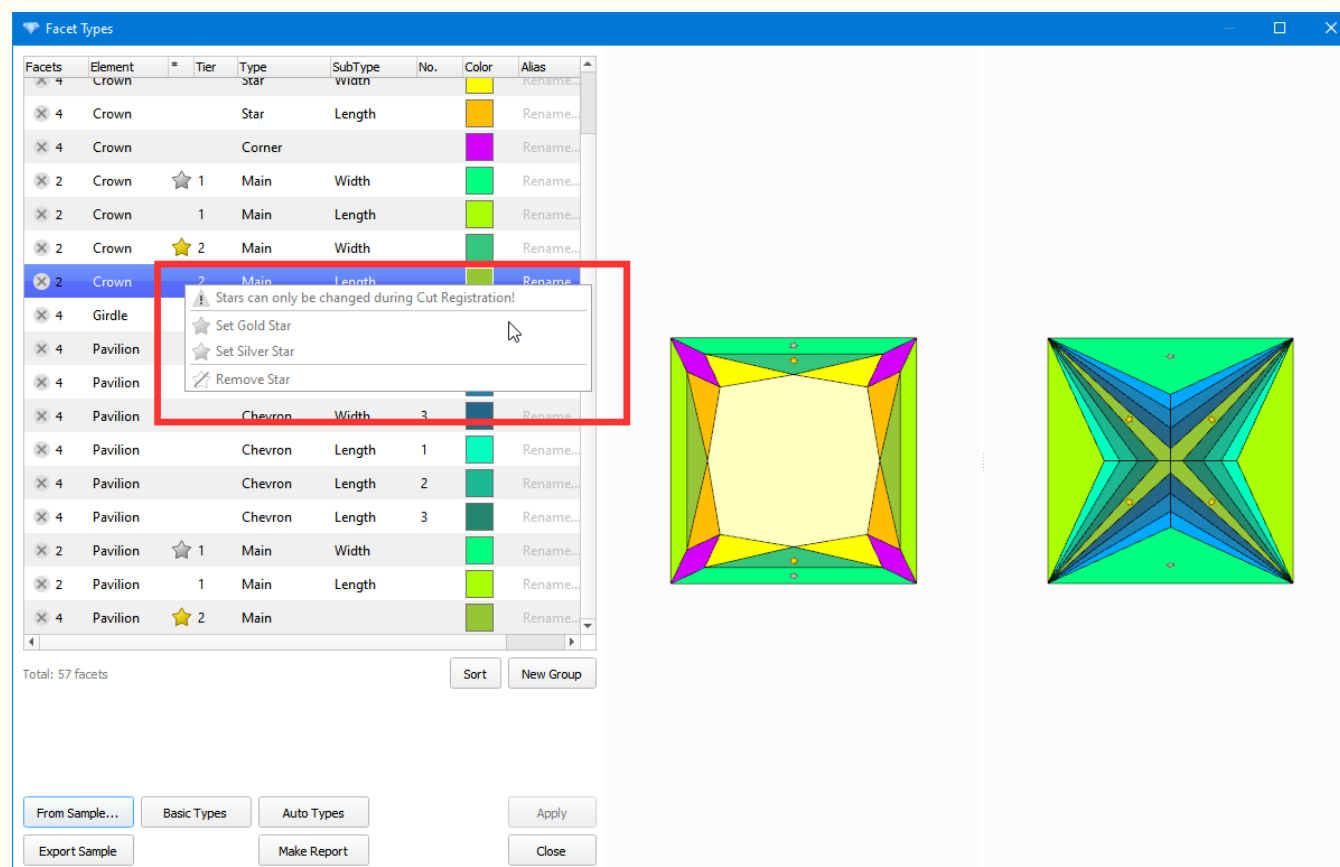 Facet Types
Facets Element * Tier Type SubType No. Color Alias
4 Crown Star Width Rename...
4 Crown Star Length Rename...
4 Crown Corner Rename...
2 Crown 1 Main Width Rename...
2 Crown 1 Main Length Rename...
2 Crown 2 Main Width Rename...
2 Crown 2 Main Length Rename...
Stars can only be changed during Cut Registration!
4 Girdle
Set Gold Star
4 Pavilion
Set Silver Star
4 Pavilion
Remove Star
4 Pavilion Chevron Width 3 Rename...
4 Pavilion Chevron Length 1 Rename...
4 Pavilion Chevron Length 2 Rename...
4 Pavilion Chevron Length 3 Rename...
2 Pavilion 1 Main Width Rename...
2 Pavilion 1 Main Length Rename...
4 Pavilion 2 Main Rename...
Total: 57 facets
Sort New Group
From Sample... Basic Types Auto Types Apply
Export Sample Make Report Close